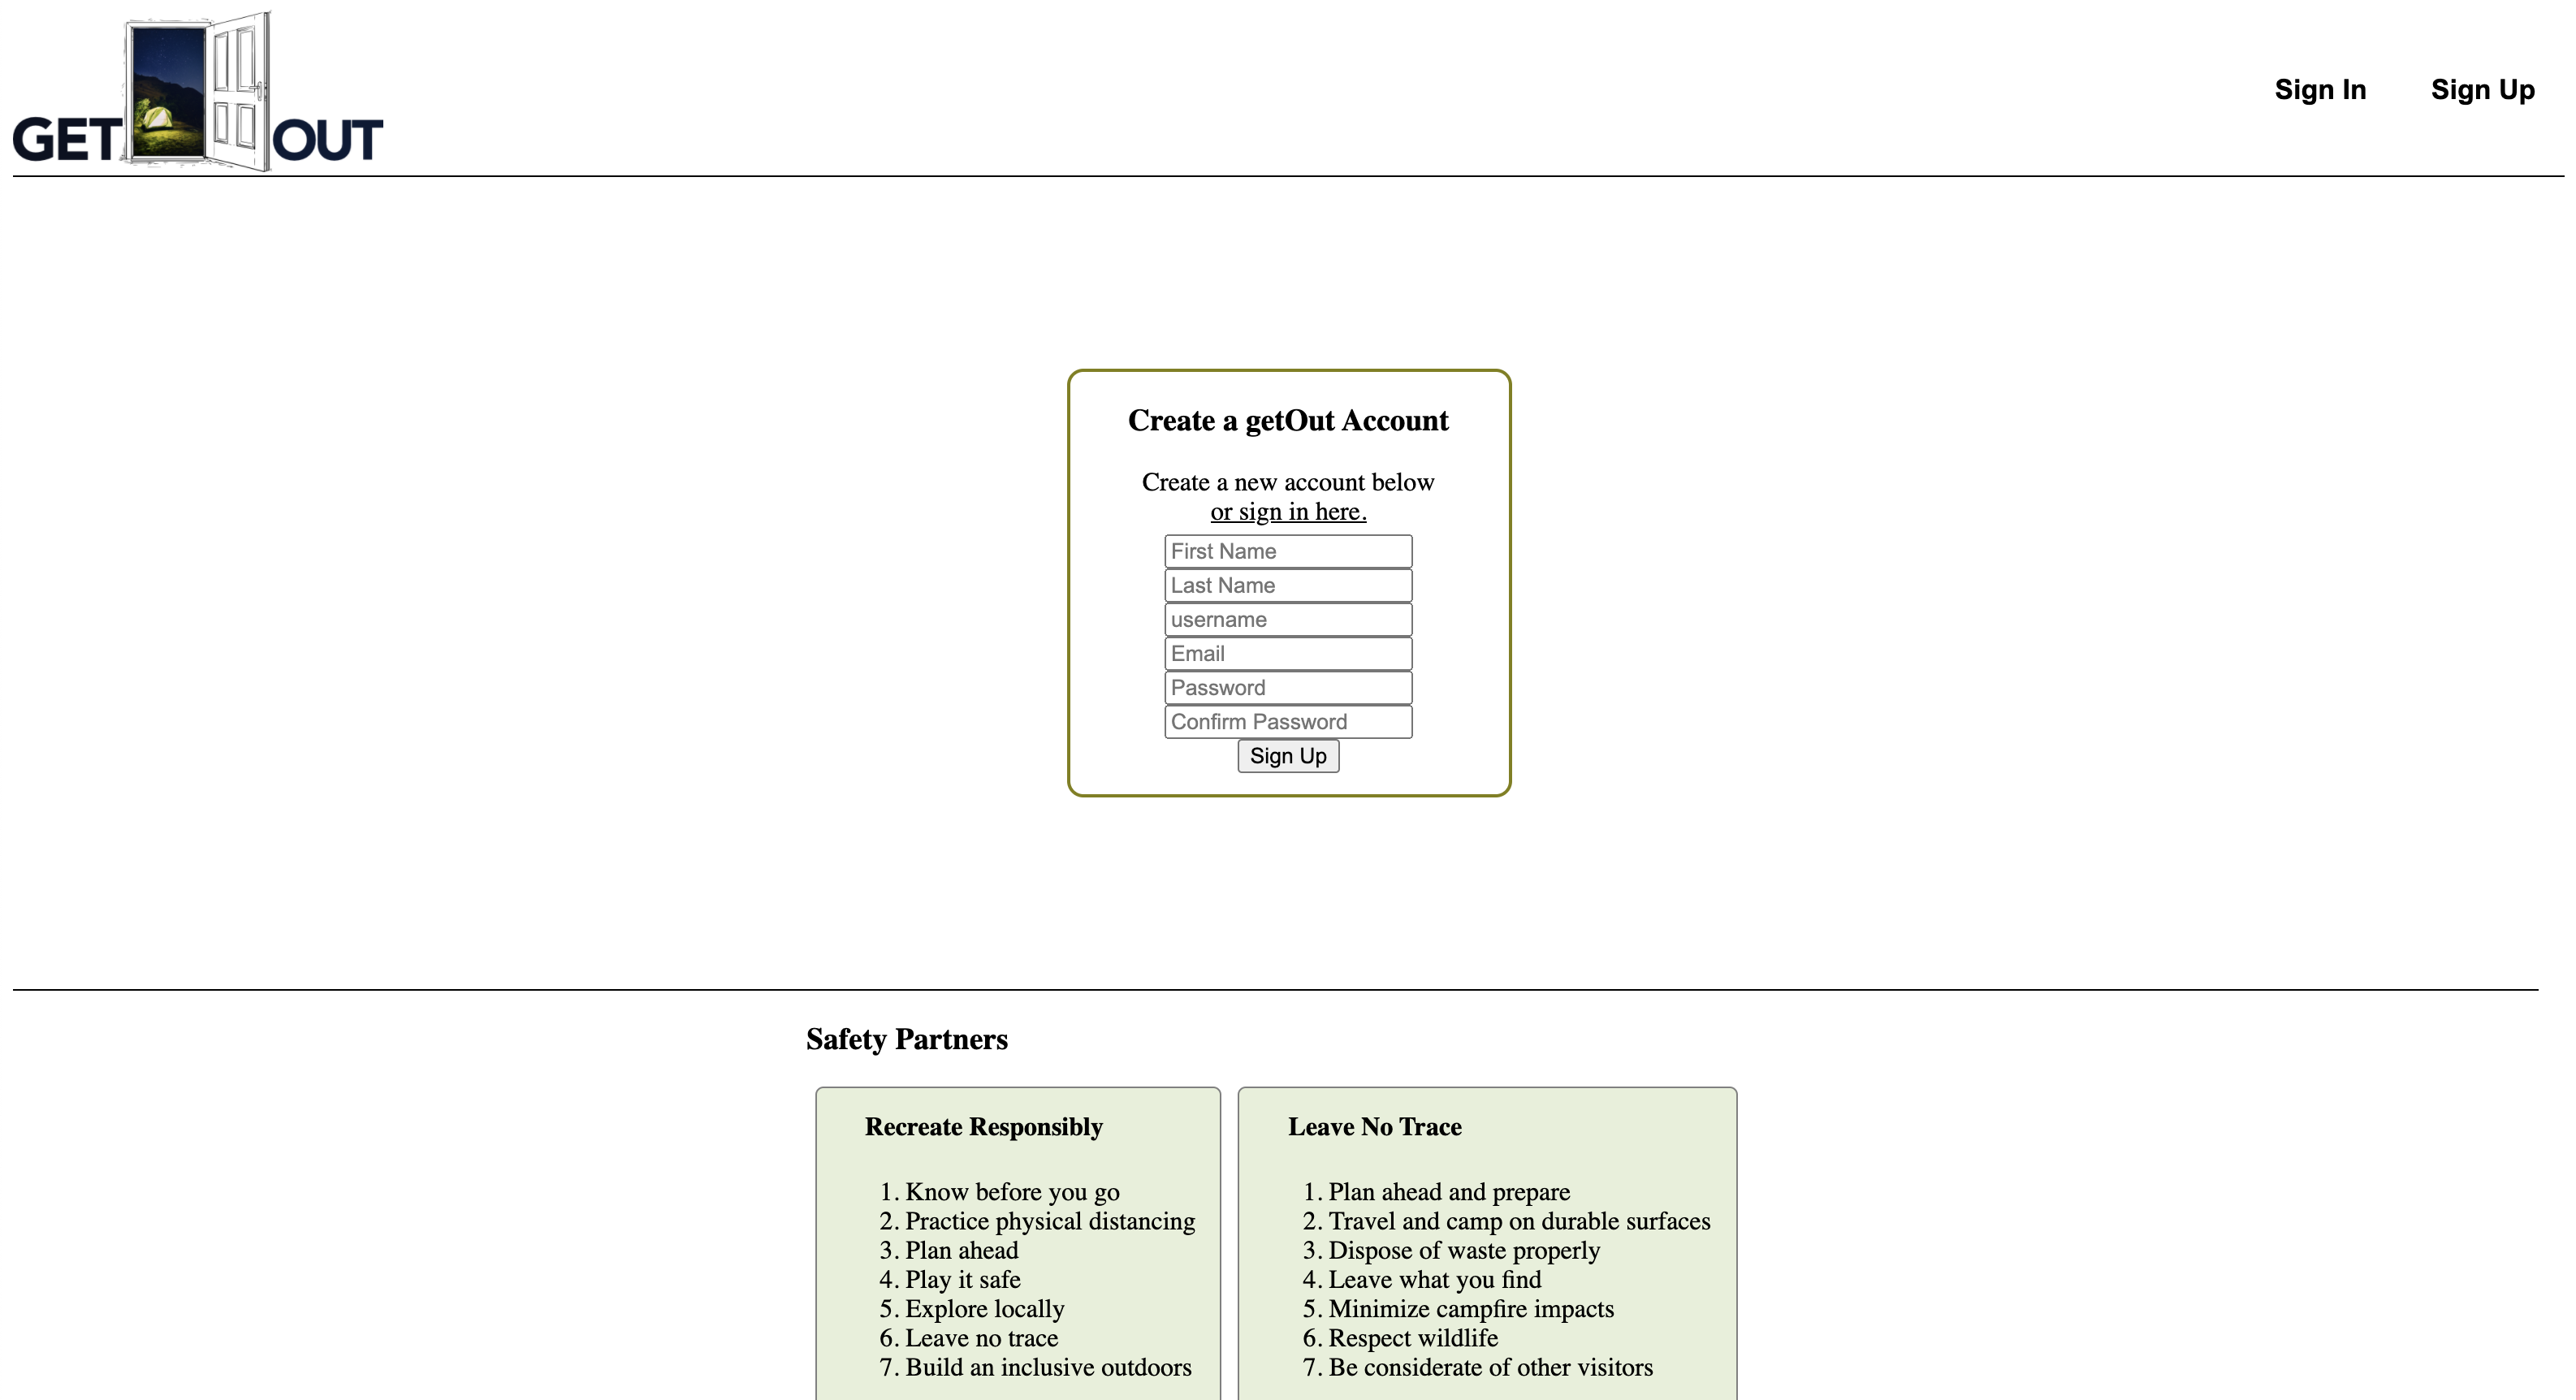 GET OUT
Sign In
Sign Up
Create a getOut Account
Create a new account below
or sign in here.
First Name
Last Name
username
Email
Password
Confirm Password
Sign Up
Safety Partners
Recreate Responsibly
1. Know before you go
2. Practice physical distancing
3. Plan ahead
4. Play it safe
5. Explore locally
6. Leave no trace
7. Build an inclusive outdoors
Leave No Trace
1. Plan ahead and prepare
2. Travel and camp on durable surfaces
3. Dispose of waste properly
4. Leave what you find
5. Minimize campfire impacts
6. Respect wildlife
7. Be considerate of other visitors